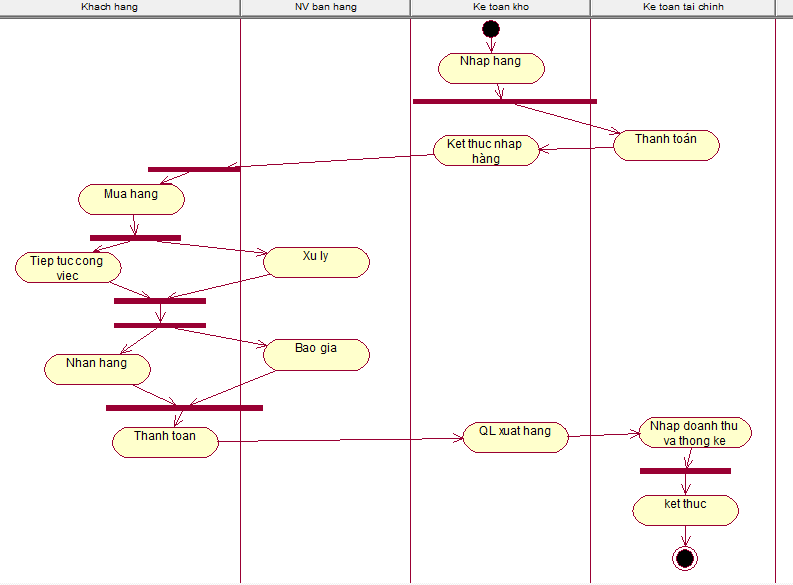 Khach hang
NV ban hang
Ke toan kho
Ke toan tai chinh
Nhap hang
Thanh toán
Ket thuc nhap
hàng
Mua hang
Tiep tuc cong
viec
Xu ly
Nhan hang
Bao gia
Thanh toan
QL xuat hang
Nhap doanh thu
va thong ke
ket thuc